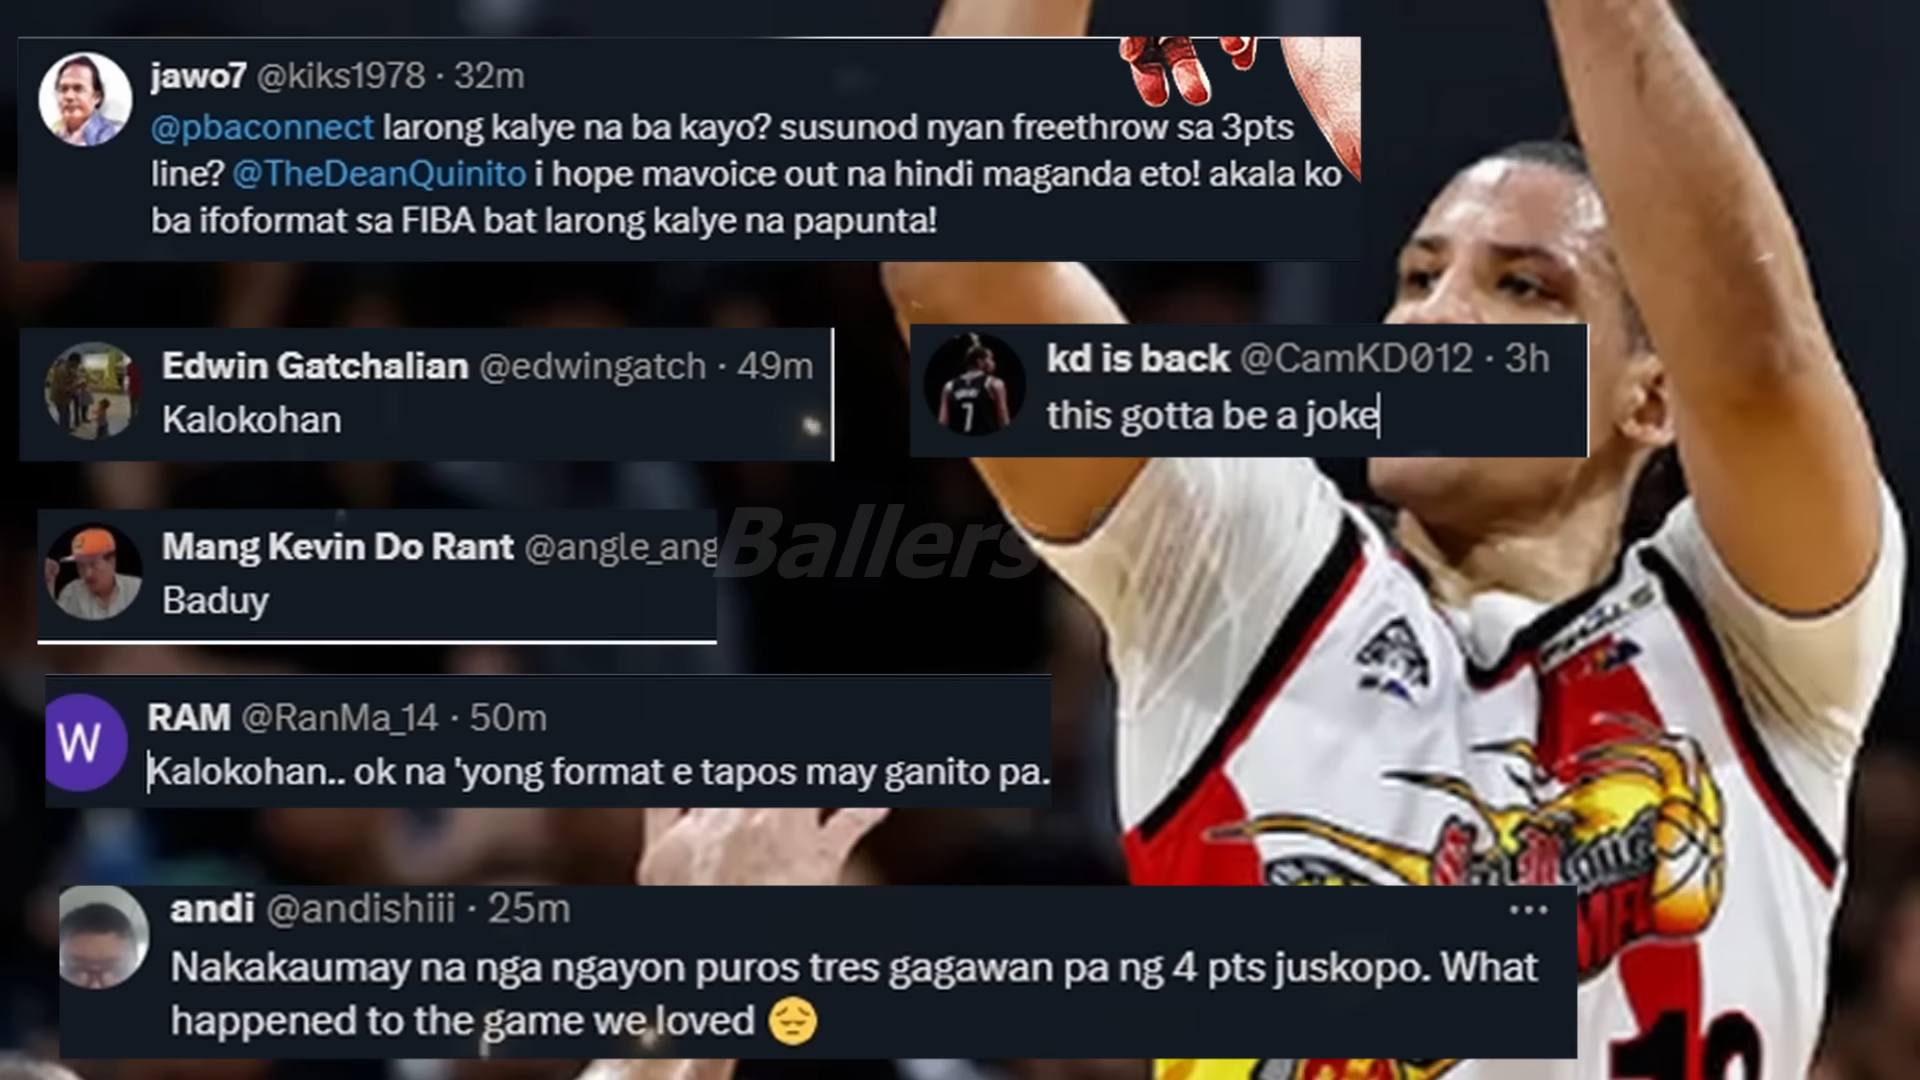 jawo7 @kiks1978 · 32m
@pbaconnect larong kalye na ba kayo? susunod nyan freethrow sa 3pts
line? @TheDeanQuinito i hope mavoice out na hindi maganda eto! akala ko
ba ifoformat sa FIBA bat larong kalye na papunta!
Edwin Gatchalian @edwingatch · 49m
Kalokohan
kd is back @CamKD012 · 3h
this gotta be a joke
7
Mang Kevin Do Rant @angle_ang
Baduy
Ballers
W
RAM @RanMa_14 · 50m
Kalokohan.. ok na 'yong format e tapos may ganito pa.
andi @andishiii · 25m
Nakakaumay na nga ngayon puros tres gagawan pa ng 4 pts juskopo. What
happened to the game we loved 😔